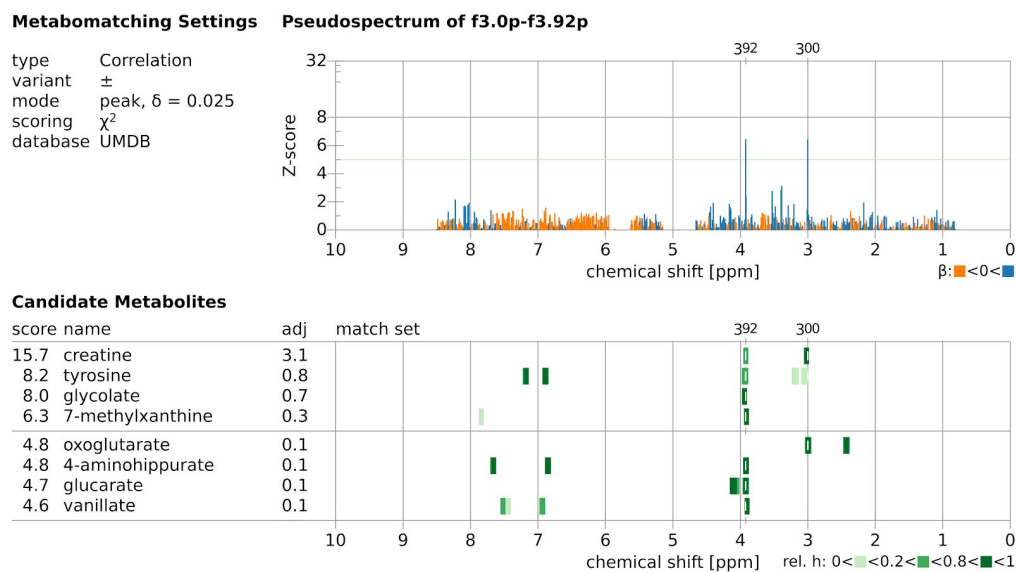 Metabomatching Settings
type Correlation
variant ±
mode peak, δ = 0.025
scoring χ²
database UMDB
Pseudospectrum of f3.0p-f3.92p
392 300
32
8
6
4
2
0
Z-score
10 9 8 7 6 5 4 3 2 1 0
chemical shift [ppm]
β: <0<
Candidate Metabolites
score name adj match set 392 300
15.7 creatine 3.1
8.2 tyrosine 0.8
8.0 glycolate 0.7
6.3 7-methylxanthine 0.3
4.8 oxoglutarate 0.1
4.8 4-aminohippurate 0.1
4.7 glucarate 0.1
4.6 vanillate 0.1
10 9 8 7 6 5 4 3 2 1 0
chemical shift [ppm] rel. h: 0< <0.2< <0.8< <1